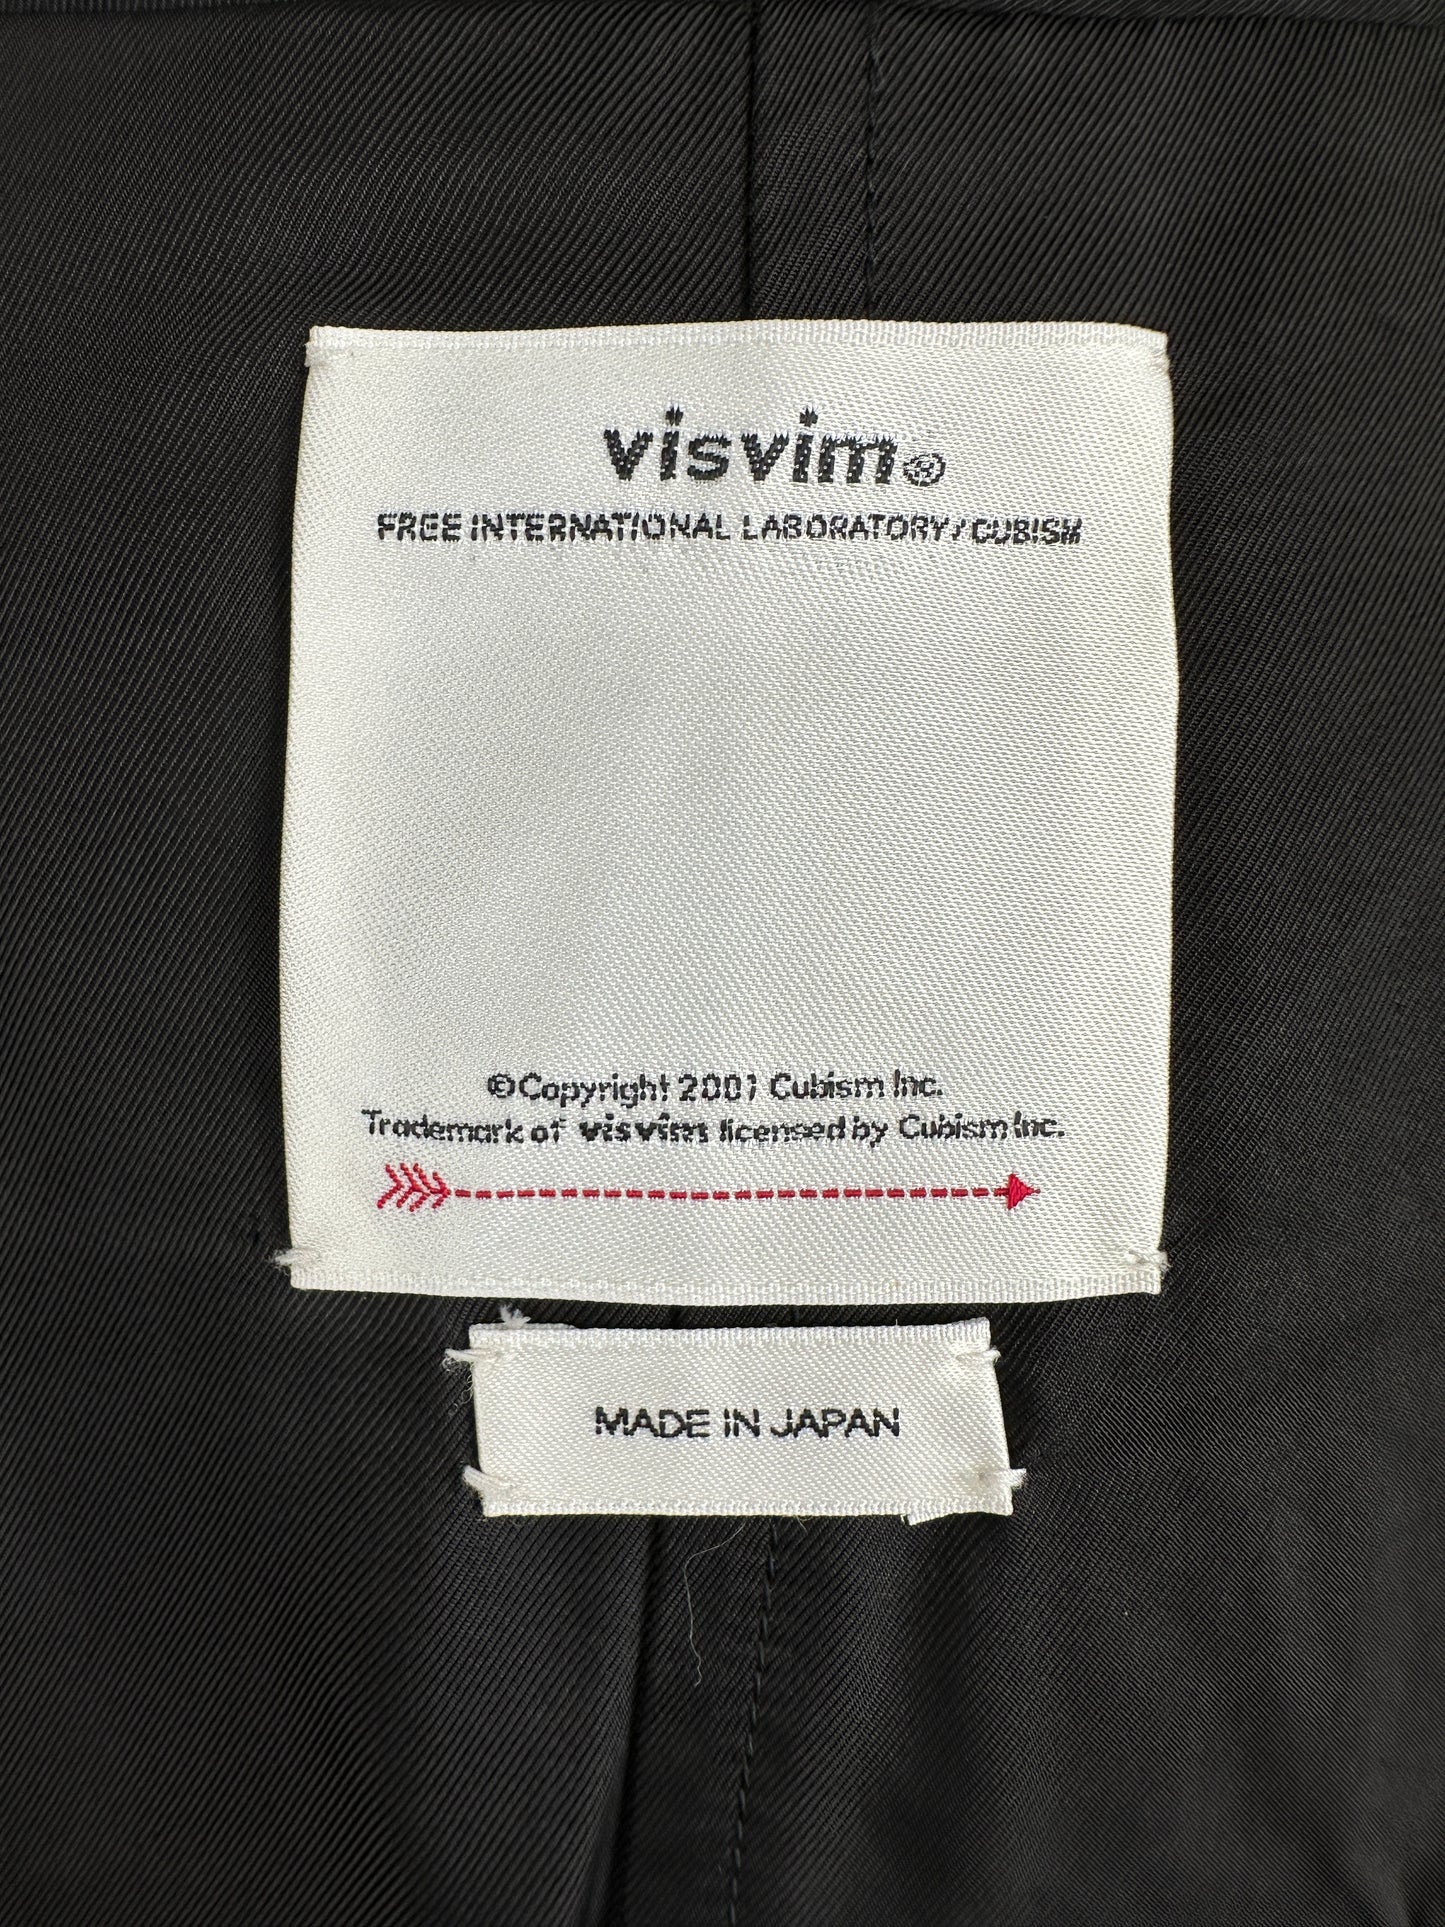 visvim®
FREE INTERNATIONAL LABORATORY/CUBISM
©Copyright 2001 Cubism Inc.
Trademark of visvim licensed by Cubism Inc.
MADE IN JAPAN